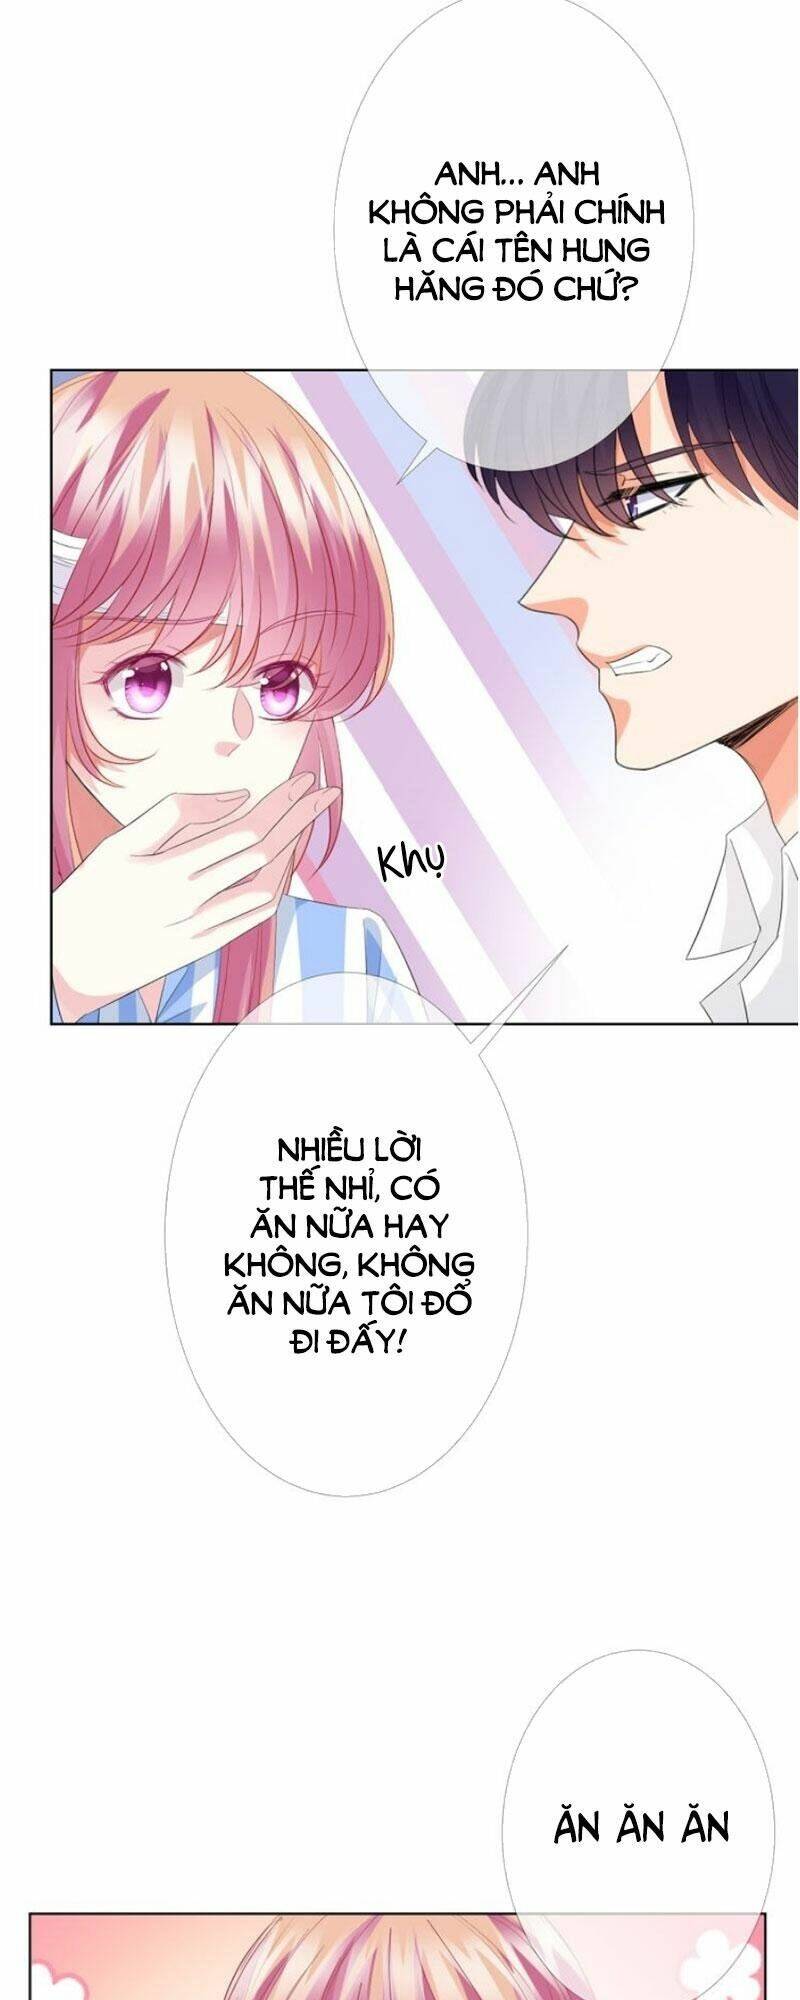 ANH... ANH
KHÔNG PHẢI CHÍNH
LÀ CÁI TÊN HUNG
HĂNG ĐÓ CHỨ?
KHỤ
NHIỀU LỜI
THẾ NHỈ, CÓ
ĂN NỮA HAY
KHÔNG, KHÔNG
ĂN NỮA TÔI ĐỔ
ĐI ĐẤY!
ĂN ĂN ĂN